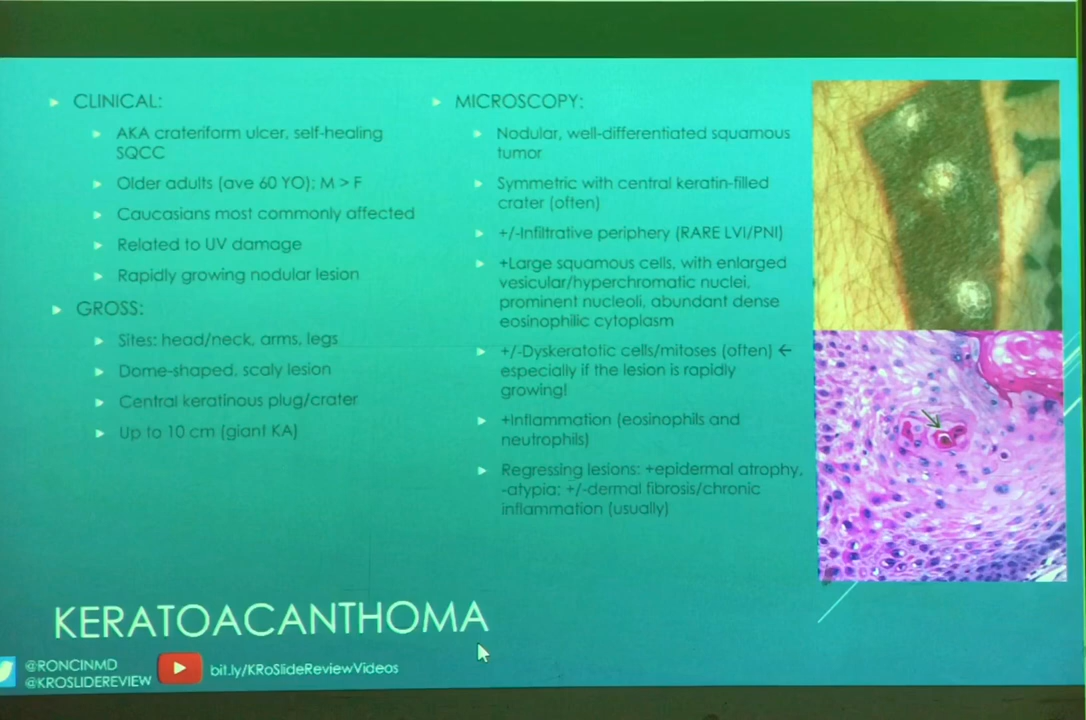 CLINICAL:
AKA crateriform ulcer, self-healing
SQCC
Older adults (ave 60 YO); M > F
Caucasians most commonly affected
Related to UV damage
Rapidly growing nodular lesion
GROSS:
Sites: head/neck, arms, legs
Dome-shaped, scaly lesion
Central keratinous plug/crater
Up to 10 cm (giant KA)
MICROSCOPY:
Nodular, well-differentiated squamous
tumor
Symmetric with central keratin-filled
crater (often)
+/-Infiltrative periphery (RARE LVI/PNI)
+Large squamous cells, with enlarged
vesicular/hyperchromatic nuclei,
prominent nucleoli, abundant dense
eosinophilic cytoplasm
+/-Dyskeratotic cells/mitoses (often) ←
especially if the lesion is rapidly
growing!
+Inflammation (eosinophils and
neutrophils)
Regressing lesions: +epidermal atrophy,
-atypia; +/-dermal fibrosis/chronic
inflammation (usually)
KERATOACANTHOMA
@RONCINMD
@KROSLIDEREVIEW
bit.ly/KRoSlideReviewVideos